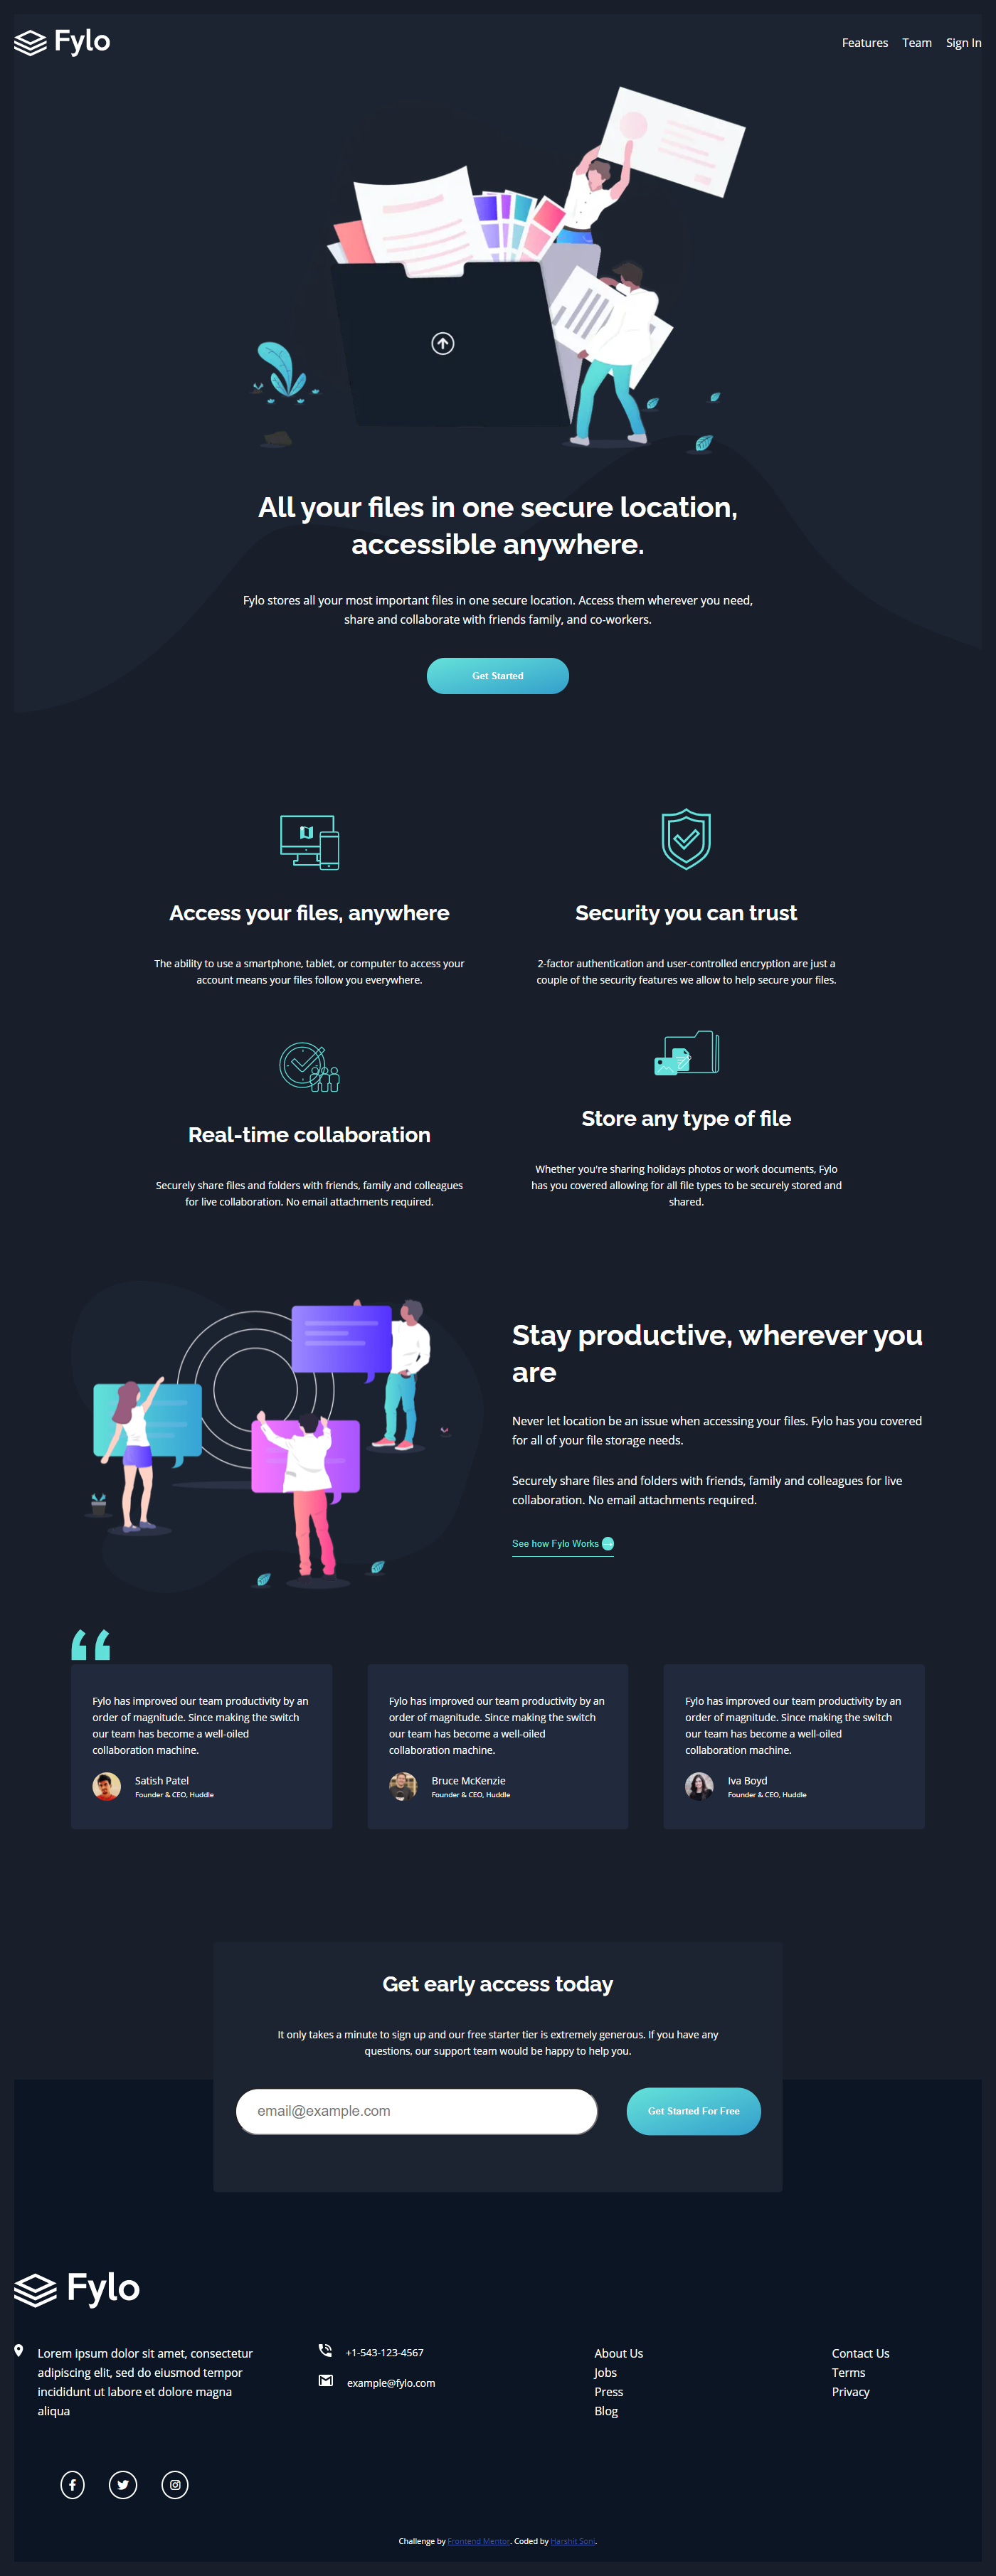 Fylo
Features Team Sign In
All your files in one secure location,
accessible anywhere.
Fylo stores all your most important files in one secure location. Access them wherever you need,
share and collaborate with friends family, and co-workers.
Get Started
Access your files, anywhere
The ability to use a smartphone, tablet, or computer to access your
account means your files follow you everywhere.
Security you can trust
2-factor authentication and user-controlled encryption are just a
couple of the security features we allow to help secure your files.
Real-time collaboration
Securely share files and folders with friends, family and colleagues
for live collaboration. No email attachments required.
Store any type of file
Whether you're sharing holidays photos or work documents, Fylo
has you covered allowing for all file types to be securely stored and
shared.
Stay productive, wherever you
are
Never let location be an issue when accessing your files. Fylo has you covered
for all of your file storage needs.
Securely share files and folders with friends, family and colleagues for live
collaboration. No email attachments required.
See how Fylo Works
Fylo has improved our team productivity by an
order of magnitude. Since making the switch
our team has become a well-oiled
collaboration machine.
Satish Patel
Founder & CEO, Huddle
Fylo has improved our team productivity by an
order of magnitude. Since making the switch
our team has become a well-oiled
collaboration machine.
Bruce McKenzie
Founder & CEO, Huddle
Fylo has improved our team productivity by an
order of magnitude. Since making the switch
our team has become a well-oiled
collaboration machine.
Iva Boyd
Founder & CEO, Huddle
Get early access today
It only takes a minute to sign up and our free starter tier is extremely generous. If you have any
questions, our support team would be happy to help you.
email@example.com
Get Started For Free
Fylo
Lorem ipsum dolor sit amet, consectetur
adipiscing elit, sed do eiusmod tempor
incididunt ut labore et dolore magna
aliqua
+1-543-123-4567
example@fylo.com
About Us
Jobs
Press
Blog
Contact Us
Terms
Privacy
Challenge by Frontend Mentor. Coded by Harshit Soni.